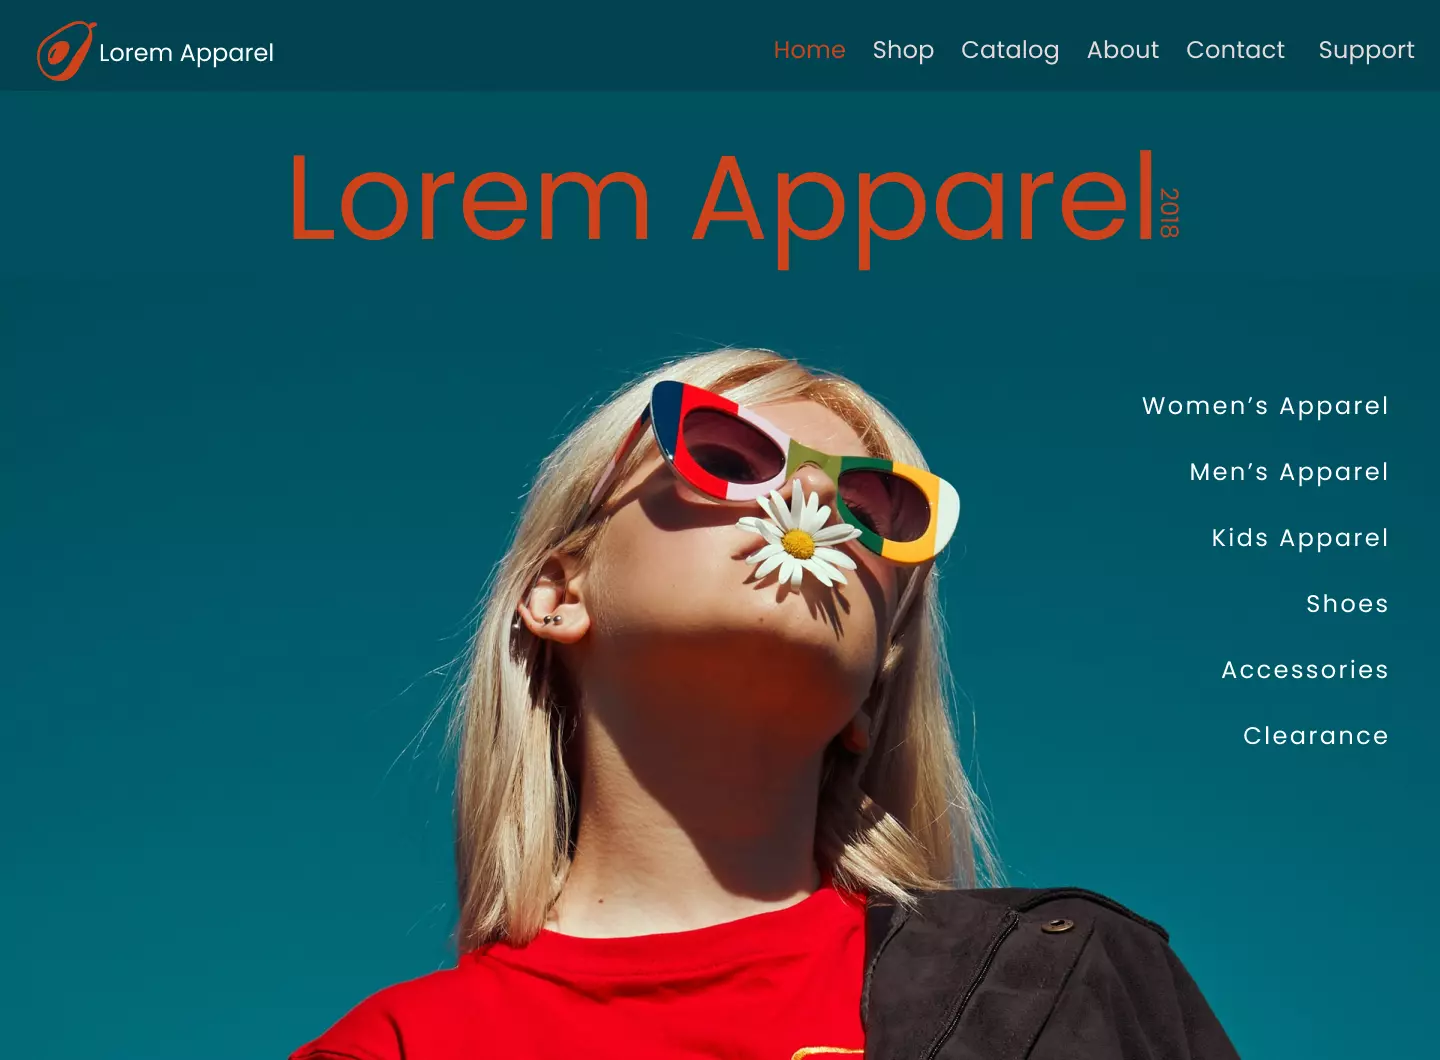 Lorem Apparel
Home Shop Catalog About Contact Support
Lorem Apparel
2018
Women’s Apparel
Men’s Apparel
Kids Apparel
Shoes
Accessories
Clearance